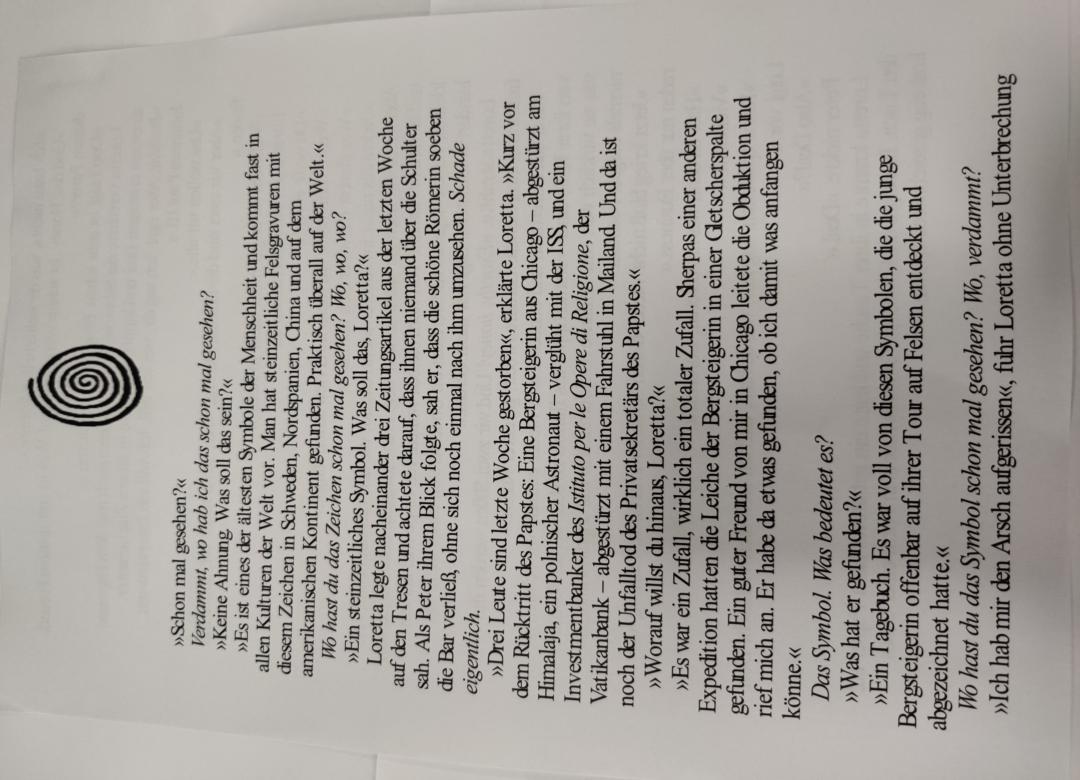 »Schon mal gesehen?«
Verdammt, wo hab ich das schon mal gesehen?
»Keine Ahnung. Was soll das sein?«
»Es ist eines der ältesten Symbole der Menschheit und kommt fast in
allen Kulturen der Welt vor. Man hat steinzeitliche Felsgravuren mit
diesem Zeichen in Schweden, Nordspanien, China und auf dem
amerikanischen Kontinent gefunden. Praktisch überall auf der Welt.«
Wo hast du das Zeichen schon mal gesehen? Wo, wo, wo?
»Ein steinzeitliches Symbol. Was soll das, Loretta?«
Loretta legte nacheinander drei Zeitungsartikel aus der letzten Woche
auf den Tresen und achtete darauf, dass ihnen niemand über die Schulter
sah. Als Peter ihrem Blick folgte, sah er, dass die schöne Römerin soeben
die Bar verließ, ohne sich noch einmal nach ihm umzusehen. Schade
eigentlich.
»Drei Leute sind letzte Woche gestorben«, erklärte Loretta. »Kurz vor
dem Rücktritt des Papstes: Eine Bergsteigerin aus Chicago – abgestürzt am
Himalaja, ein polnischer Astronaut – verglüht mit der ISS, und ein
Investmentbanker des Istituto per le Opere di Religione, der
Vatikanbank – abgestürzt mit einem Fahrstuhl in Mailand. Und da ist
noch der Unfalltod des Privatsekretärs des Papstes.«
»Worauf willst du hinaus, Loretta?«
»Es war ein Zufall, wirklich ein totaler Zufall. Sherpas einer anderen
Expedition hatten die Leiche der Bergsteigerin in einer Gletscherspalte
gefunden. Ein guter Freund von mir in Chicago leitete die Obduktion und
rief mich an. Er habe da etwas gefunden, ob ich damit was anfangen
könne.«
Das Symbol. Was bedeutet es?
»Was hat er gefunden?«
»Ein Tagebuch. Es war voll von diesen Symbolen, die die junge
Bergsteigerin offenbar auf ihrer Tour auf Felsen entdeckt und
abgezeichnet hatte.«
Wo hast du das Symbol schon mal gesehen? Wo, verdammt?
»Ich hab mir den Arsch aufgerissen«, fuhr Loretta ohne Unterbrechung